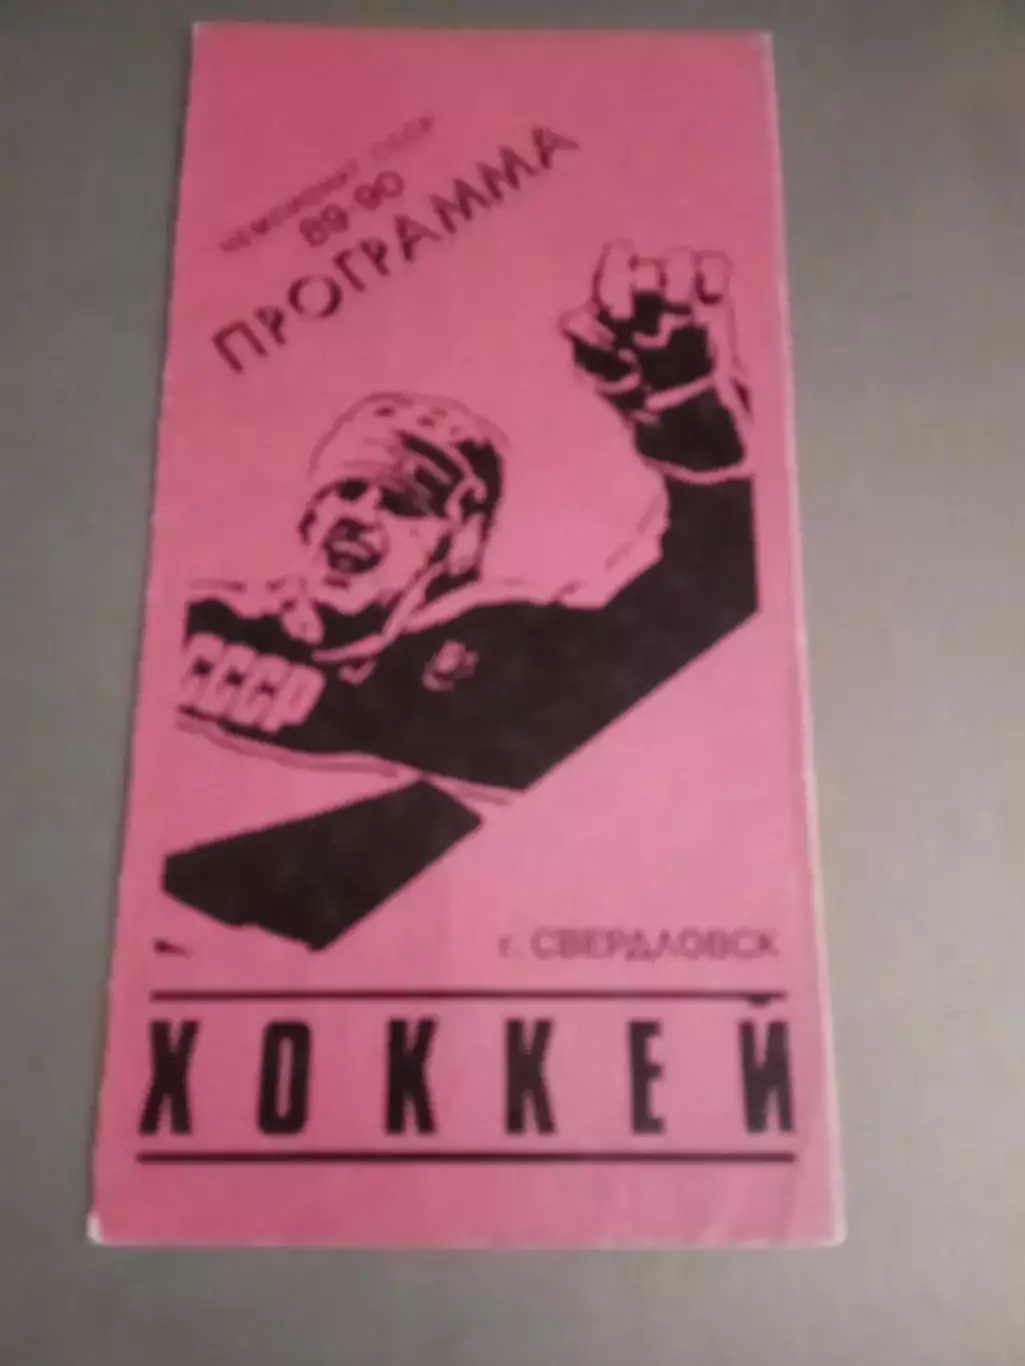 ЧЕМПИОНАТ СССР
89-90
ПРОГРАММА
СССР
г. СВЕРДЛОВСК
ХОККЕЙ